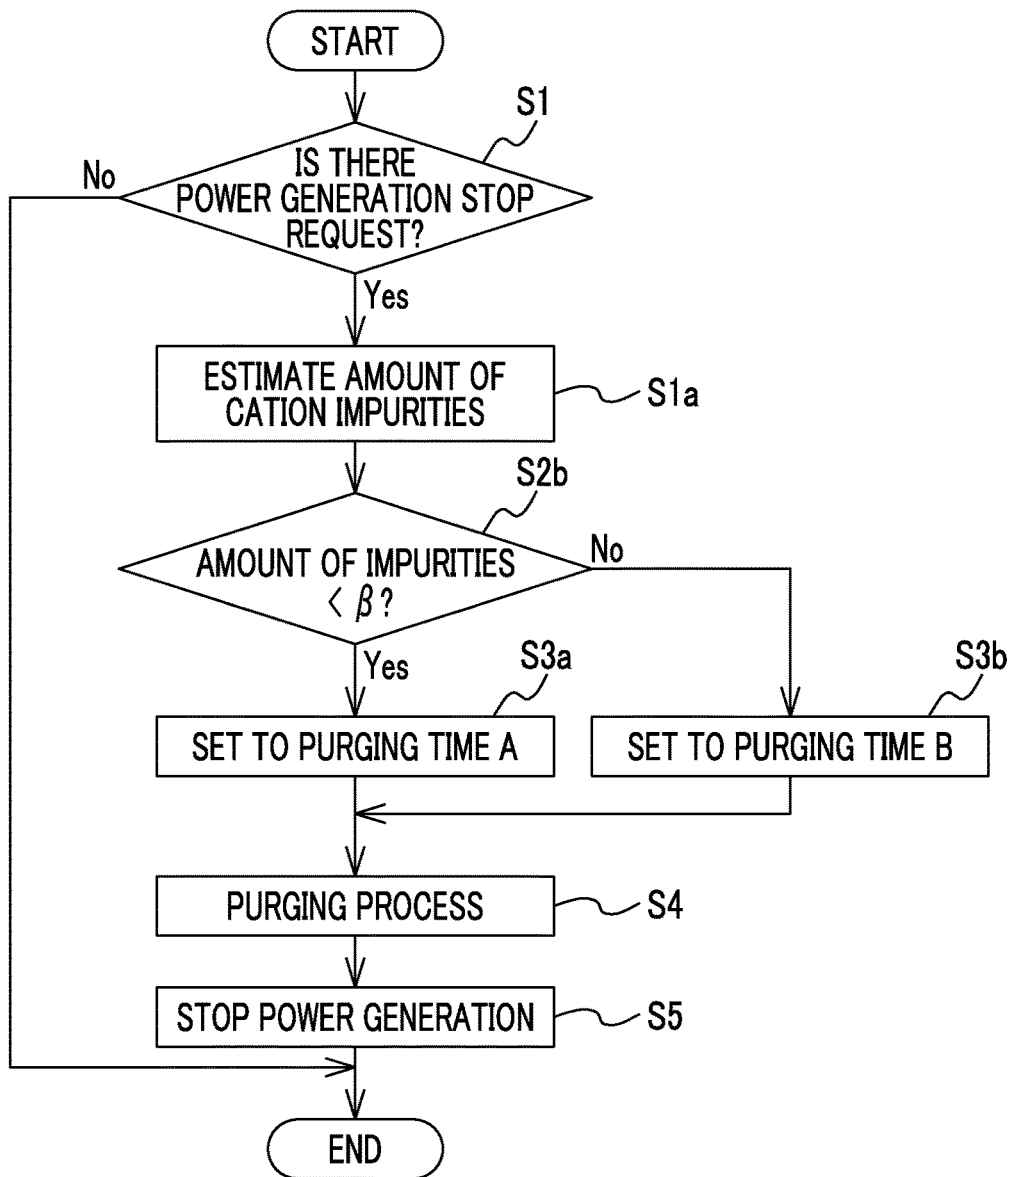 START
S1
IS THERE
POWER GENERATION STOP
REQUEST?
No
Yes
ESTIMATE AMOUNT OF
CATION IMPURITIES
S1a
S2b
AMOUNT OF IMPURITIES
< β?
No
Yes
S3a
S3b
SET TO PURGING TIME A
SET TO PURGING TIME B
PURGING PROCESS
S4
STOP POWER GENERATION
S5
END